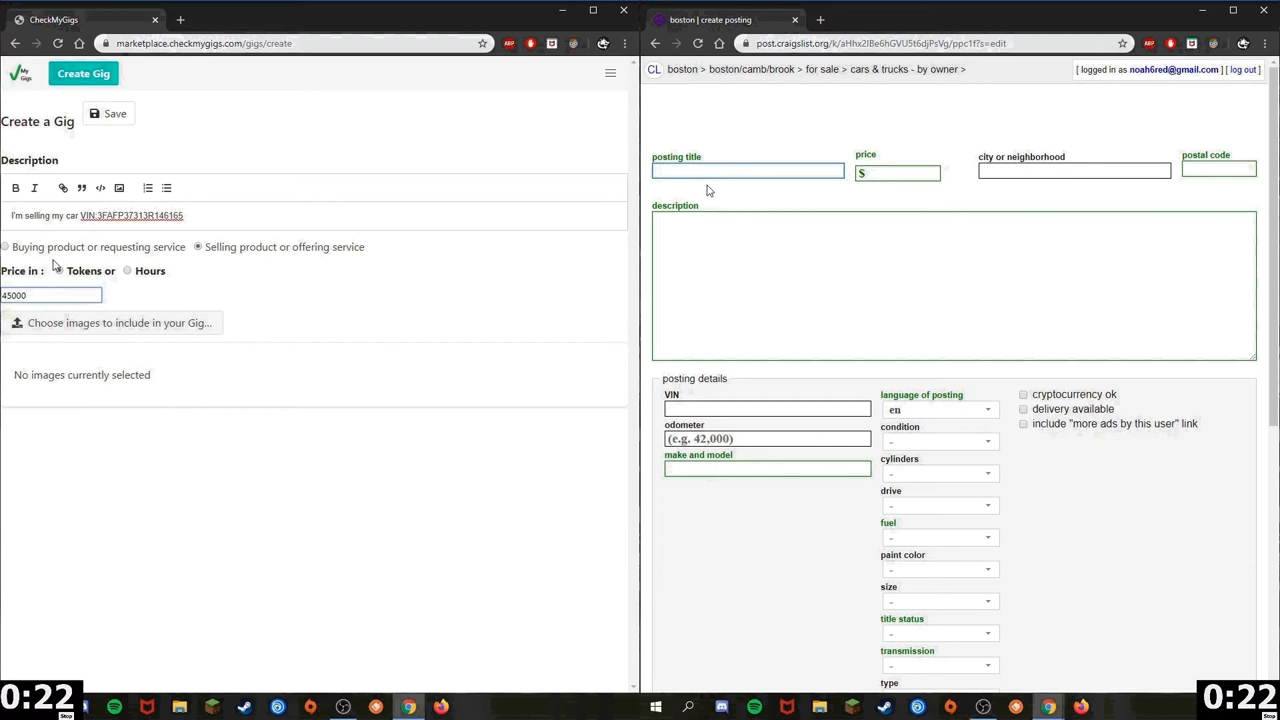 CheckMyGigs
marketplace.checkmygigs.com/gigs/create
My Gigs
Create Gig
Create a Gig
Save
Description
I'm selling my car VIN:3FAFP37313R146165
Buying product or requesting service
Selling product or offering service
Price in :
Tokens or
Hours
45000
Choose images to include in your Gig...
No images currently selected
0:22
Stop
boston | create posting
post.craigslist.org/k/aHhx2IBe6hGVU5t6djPsVg/ppc1f?s=edit
CL boston > boston/camb/brook > for sale > cars & trucks - by owner >
[ logged in as noah6red@gmail.com ] [ log out ]
posting title
price
city or neighborhood
postal code
$
description
posting details
VIN
language of posting
cryptocurrency ok
en
delivery available
odometer
condition
include "more ads by this user" link
(e.g. 42,000)
-
make and model
cylinders
-
drive
-
fuel
-
paint color
-
size
-
title status
-
transmission
-
type
0:22
Stop